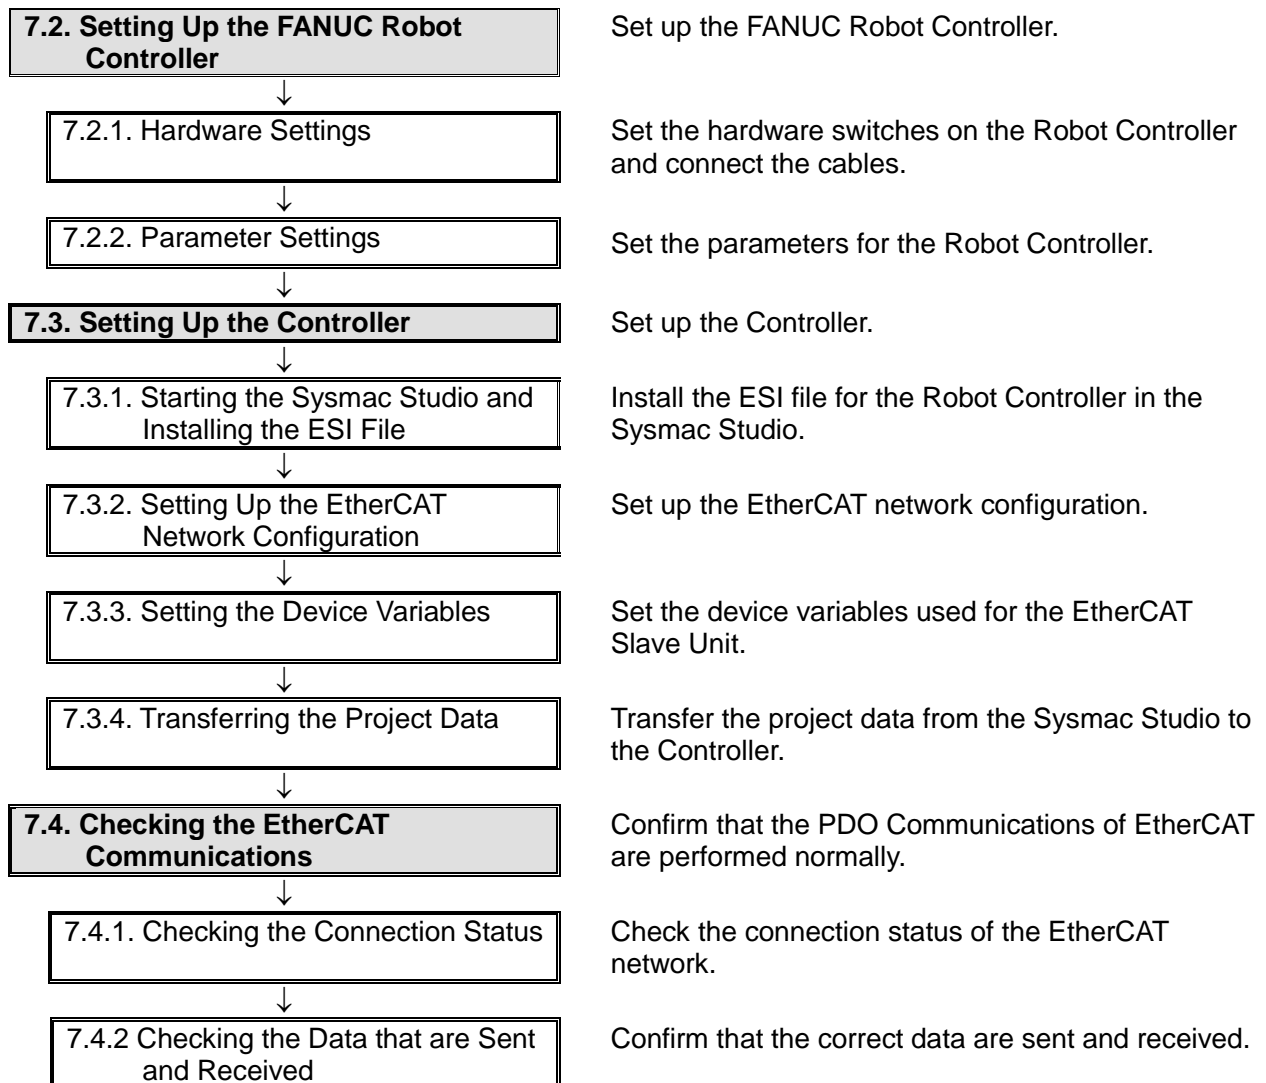 7.2. Setting Up the FANUC Robot
Controller
Set up the FANUC Robot Controller.
↓
7.2.1. Hardware Settings
Set the hardware switches on the Robot Controller
and connect the cables.
↓
7.2.2. Parameter Settings
Set the parameters for the Robot Controller.
↓
7.3. Setting Up the Controller
Set up the Controller.
↓
7.3.1. Starting the Sysmac Studio and
Installing the ESI File
Install the ESI file for the Robot Controller in the
Sysmac Studio.
↓
7.3.2. Setting Up the EtherCAT
Network Configuration
Set up the EtherCAT network configuration.
↓
7.3.3. Setting the Device Variables
Set the device variables used for the EtherCAT
Slave Unit.
↓
7.3.4. Transferring the Project Data
Transfer the project data from the Sysmac Studio to
the Controller.
↓
7.4. Checking the EtherCAT
Communications
Confirm that the PDO Communications of EtherCAT
are performed normally.
↓
7.4.1. Checking the Connection Status
Check the connection status of the EtherCAT
network.
↓
7.4.2 Checking the Data that are Sent
and Received
Confirm that the correct data are sent and received.